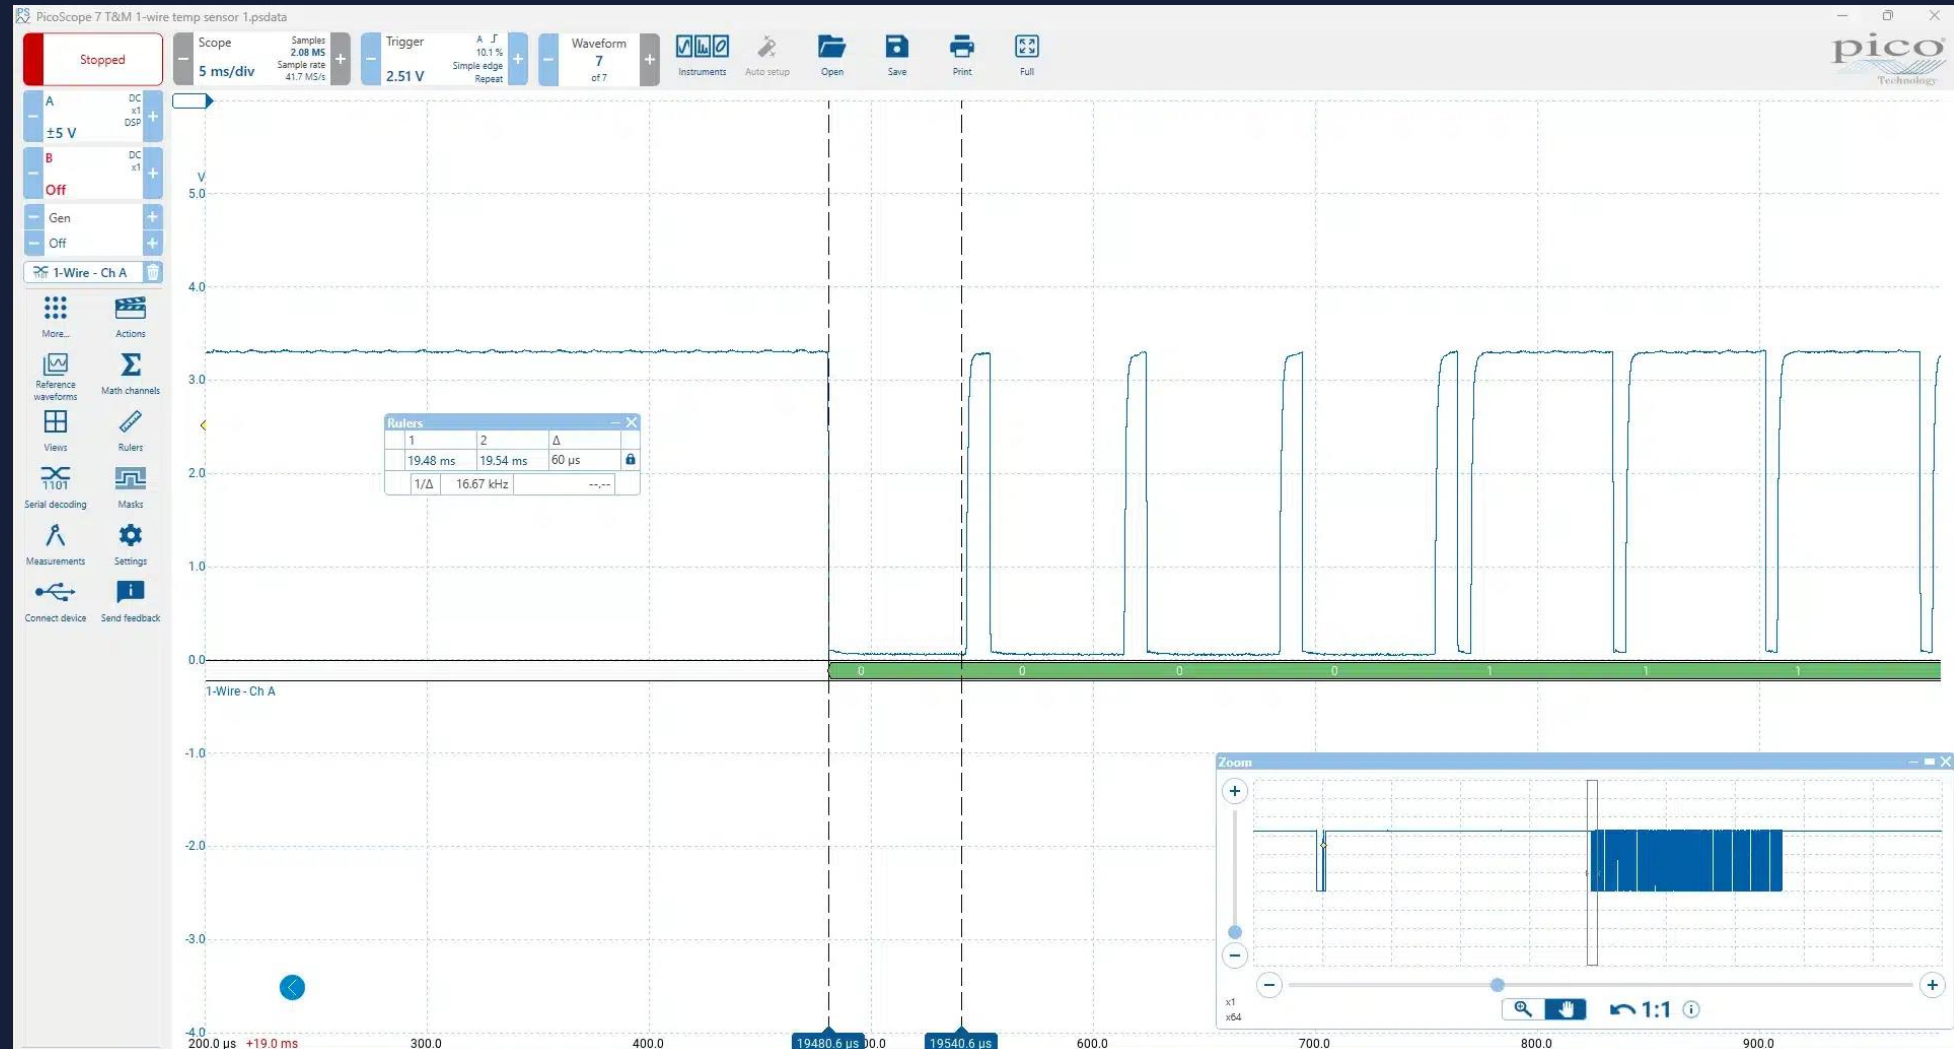 PicoScope 7 T&M 1-wire temp sensor 1.psdata
Stopped
Scope
5 ms/div
Samples
2.08 MS
Sample rate
41.7 MS/s
Trigger
2.51 V
A
10.1 %
Simple edge
Repeat
Waveform
7
of 7
Instruments
Auto setup
Open
Save
Print
Full
pico
Technology
A
±5 V
DC
x1
DSP
B
Off
DC
x1
Gen
Off
1-Wire - Ch A
More...
Actions
Reference waveforms
Math channels
Views
Rulers
1101
Serial decoding
Masks
Measurements
Settings
Connect device
Send feedback
V
5.0
4.0
3.0
2.0
1.0
0.0
-1.0
-2.0
-3.0
-4.0
Rulers
1 2 Δ
19.48 ms 19.54 ms 60 µs
1/Δ 16.67 kHz --.--
0 0 0 0 1 1 1
1-Wire - Ch A
Zoom
x1
x64
1:1
200.0 µs +19.0 ms 300.0 400.0 19480.6 µs 00.0 19540.6 µs 600.0 700.0 800.0 900.0